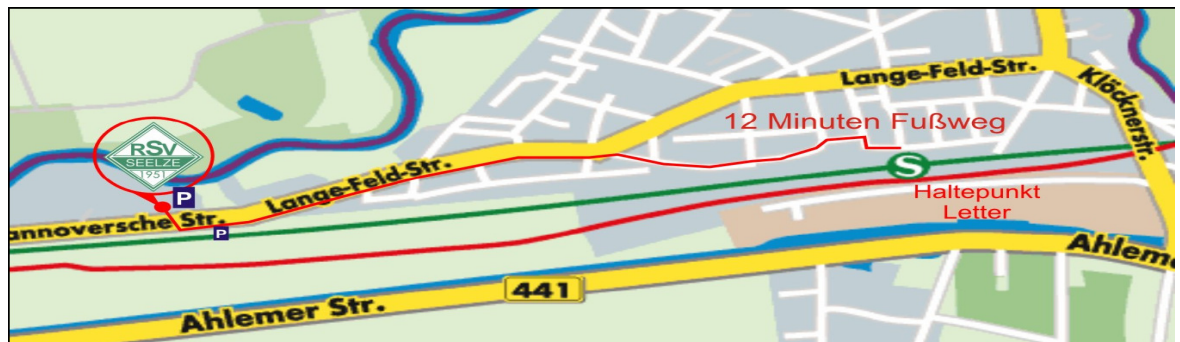 Lange-Feld-Str.
Klöcknerstr.
12 Minuten Fußweg
RSV
SEELZE
1951
P
Lange-Feld-Str.
S
Haltepunkt
Letter
annoversche Str.
P
Ahleme
441
Ahlemer Str.